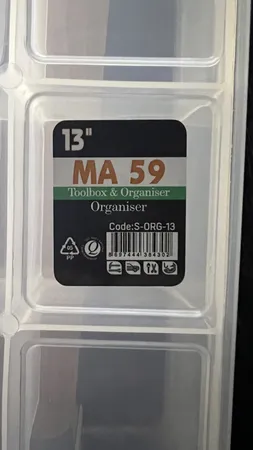 13"
MA 59
Toolbox & Organiser
Organiser
Code:S-ORG-13